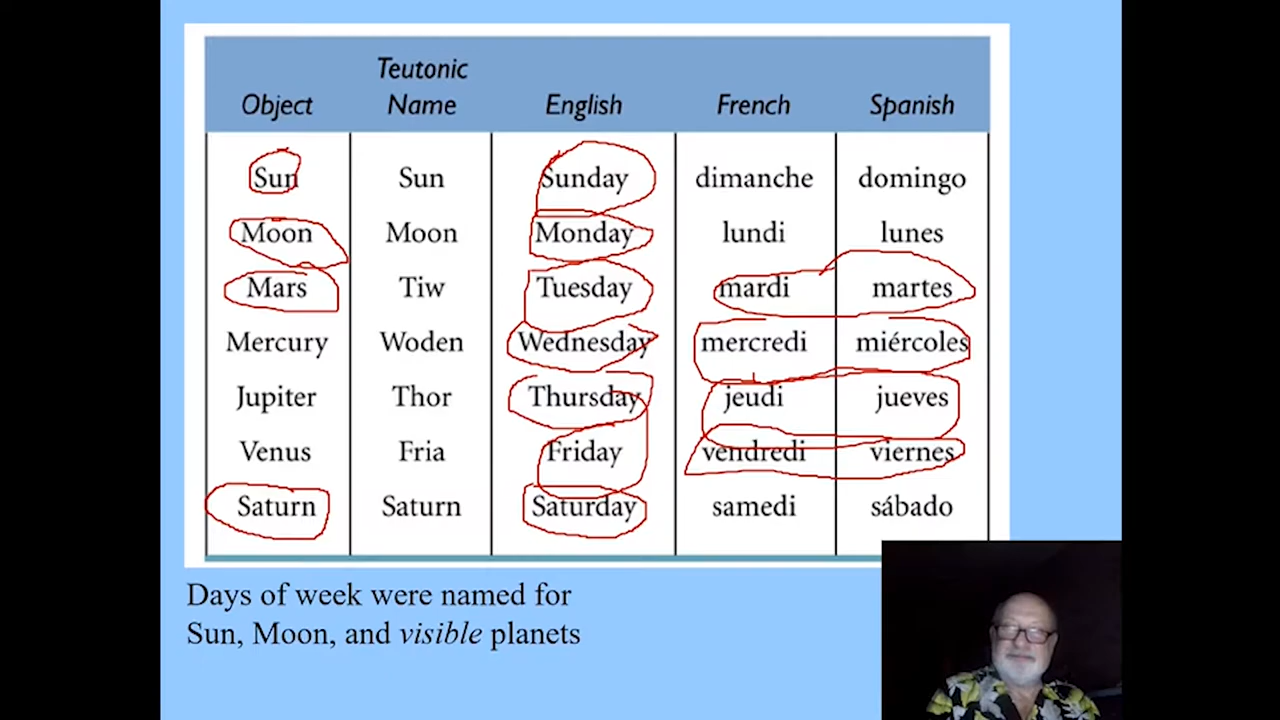 Teutonic
Object Name English French Spanish
Sun Sun Sunday dimanche domingo
Moon Moon Monday lundi lunes
Mars Tiw Tuesday mardi martes
Mercury Woden Wednesday mercredi miércoles
Jupiter Thor Thursday jeudi jueves
Venus Fria Friday vendredi viernes
Saturn Saturn Saturday samedi sábado
Days of week were named for
Sun, Moon, and visible planets